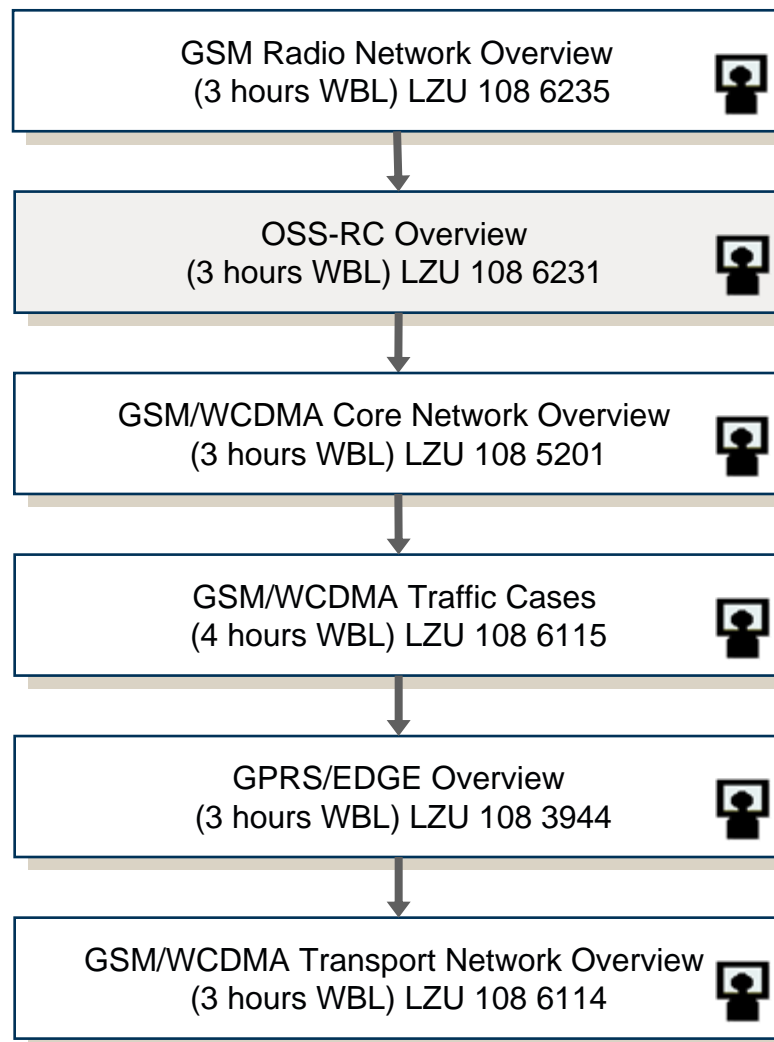 GSM Radio Network Overview
(3 hours WBL) LZU 108 6235
OSS-RC Overview
(3 hours WBL) LZU 108 6231
GSM/WCDMA Core Network Overview
(3 hours WBL) LZU 108 5201
GSM/WCDMA Traffic Cases
(4 hours WBL) LZU 108 6115
GPRS/EDGE Overview
(3 hours WBL) LZU 108 3944
GSM/WCDMA Transport Network Overview
(3 hours WBL) LZU 108 6114